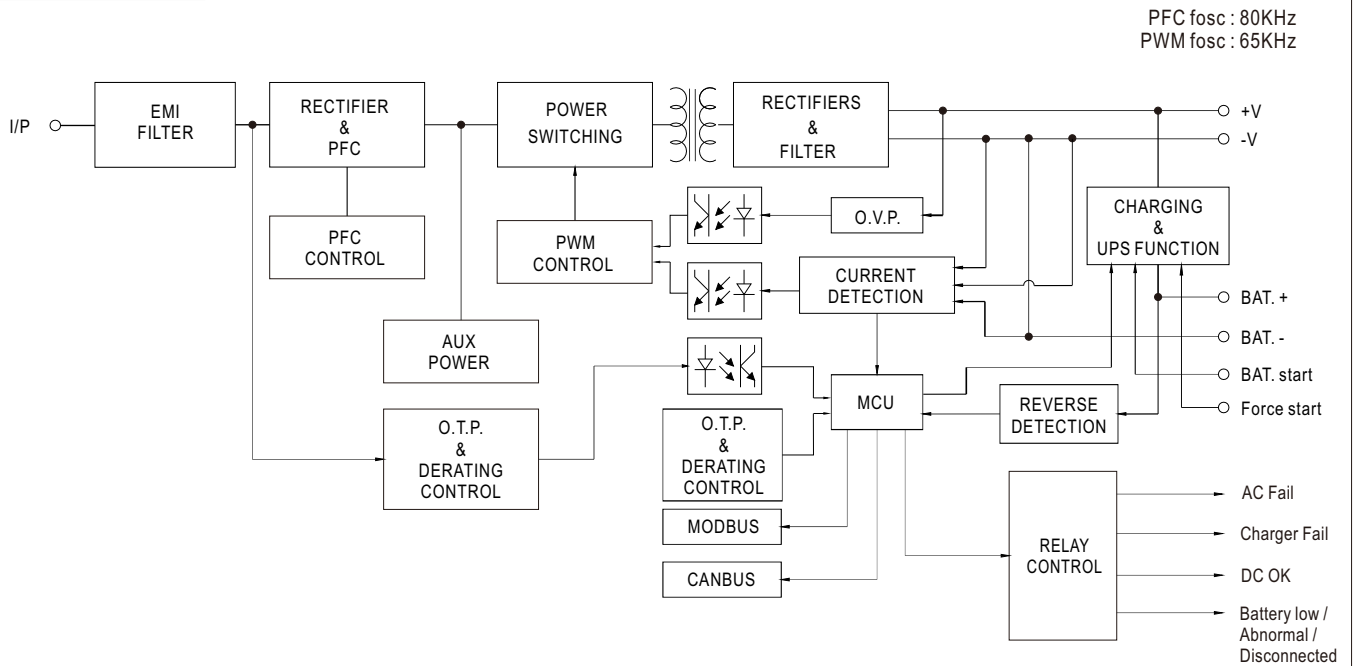 PFC fosc : 80KHz
PWM fosc : 65KHz
I/P
EMI
FILTER
RECTIFIER
&
PFC
POWER
SWITCHING
RECTIFIERS
&
FILTER
+V
-V
PFC
CONTROL
PWM
CONTROL
O.V.P.
CHARGING
&
UPS FUNCTION
CURRENT
DETECTION
BAT. +
BAT. -
AUX
POWER
BAT. start
MCU
REVERSE
DETECTION
Force start
O.T.P.
&
DERATING
CONTROL
O.T.P.
&
DERATING
CONTROL
MODBUS
CANBUS
RELAY
CONTROL
AC Fail
Charger Fail
DC OK
Battery low /
Abnormal /
Disconnected